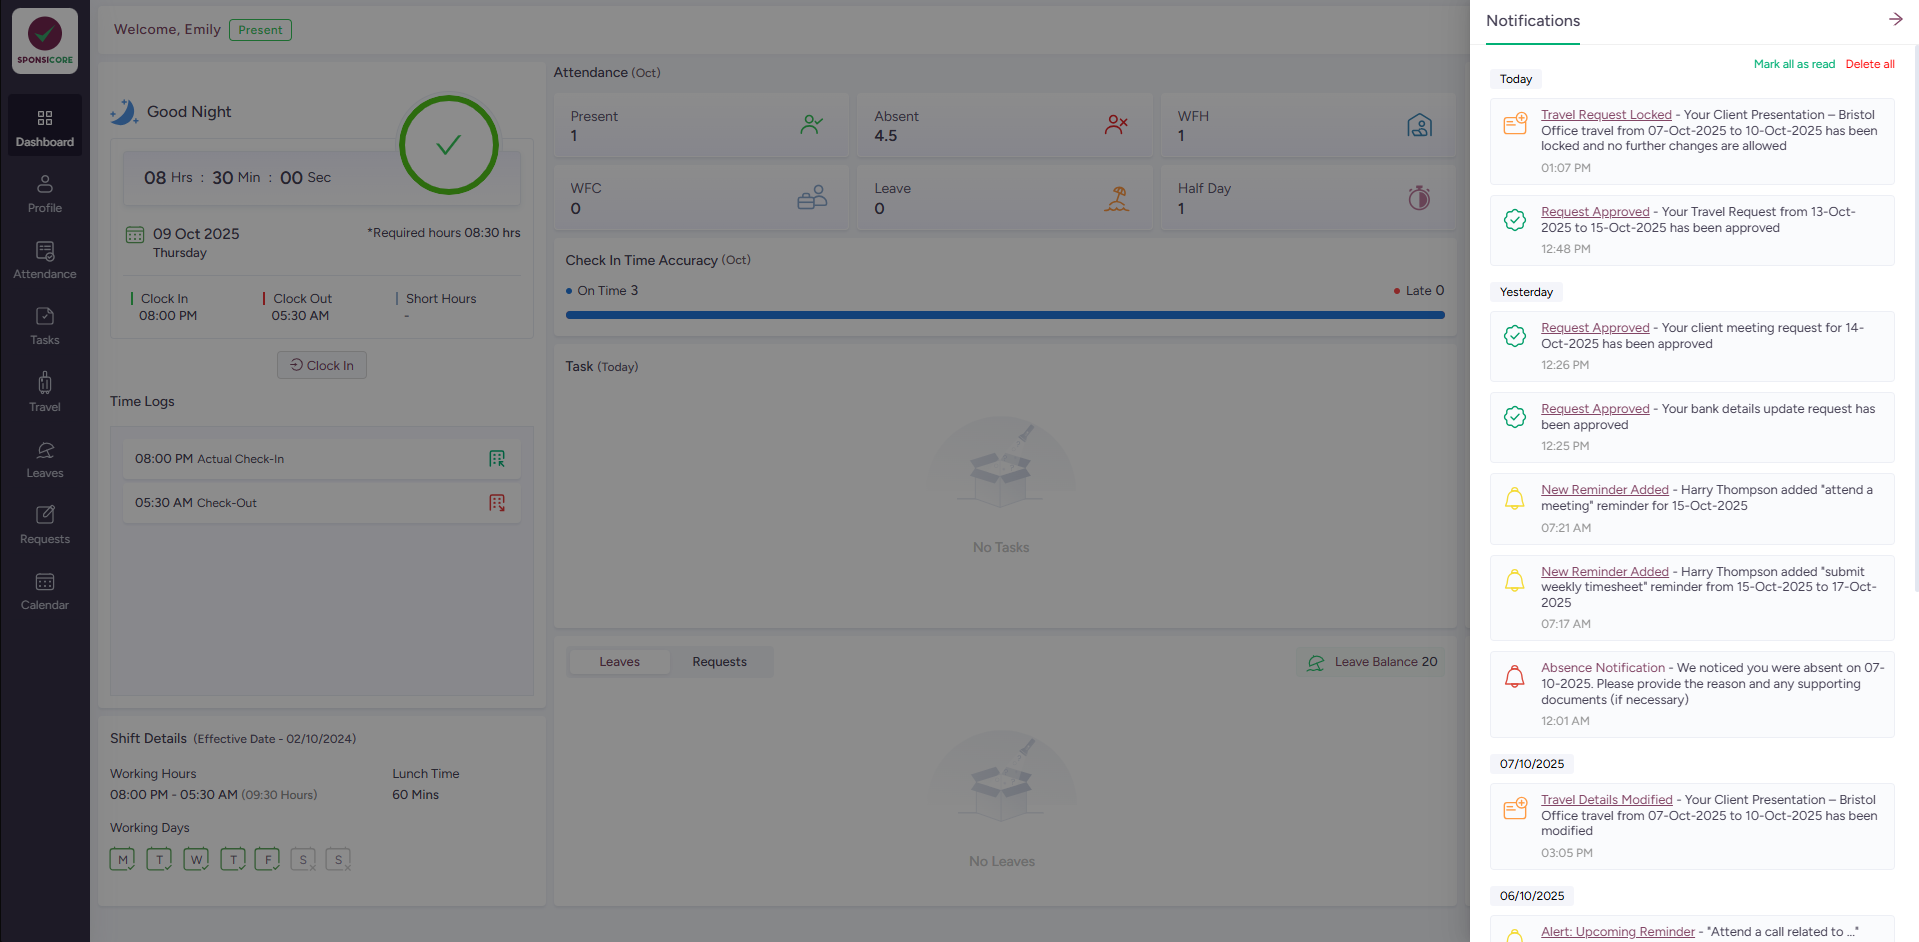 SPONSICORE
Dashboard
Profile
Attendance
Tasks
Travel
Leaves
Requests
Calendar
Welcome, Emily Present
Good Night
08 Hrs : 30 Min : 00 Sec
09 Oct 2025
Thursday
*Required hours 08:30 hrs
Clock In
08:00 PM
Clock Out
05:30 AM
Short Hours
-
Clock In
Time Logs
08:00 PM Actual Check-In
05:30 AM Check-Out
Shift Details (Effective Date - 02/10/2024)
Working Hours
08:00 PM - 05:30 AM (09:30 Hours)
Lunch Time
60 Mins
Working Days
M T W T F S S
Attendance (Oct)
Present
1
Absent
4.5
WFH
1
WFC
0
Leave
0
Half Day
1
Check In Time Accuracy (Oct)
On Time 3
Late 0
Task (Today)
No Tasks
Leaves Requests
Leave Balance 20
No Leaves
Notifications
Mark all as read Delete all
Today
Travel Request Locked - Your Client Presentation – Bristol
Office travel from 07-Oct-2025 to 10-Oct-2025 has been
locked and no further changes are allowed
01:07 PM
Request Approved - Your Travel Request from 13-Oct-
2025 to 15-Oct-2025 has been approved
12:48 PM
Yesterday
Request Approved - Your client meeting request for 14-
Oct-2025 has been approved
12:26 PM
Request Approved - Your bank details update request has
been approved
12:25 PM
New Reminder Added - Harry Thompson added "attend a
meeting" reminder for 15-Oct-2025
07:21 AM
New Reminder Added - Harry Thompson added "submit
weekly timesheet" reminder from 15-Oct-2025 to 17-Oct-
2025
07:17 AM
Absence Notification - We noticed you were absent on 07-
10-2025. Please provide the reason and any supporting
documents (if necessary)
12:01 AM
07/10/2025
Travel Details Modified - Your Client Presentation – Bristol
Office travel from 07-Oct-2025 to 10-Oct-2025 has been
modified
03:05 PM
06/10/2025
Alert: Upcoming Reminder - "Attend a call related to ..."